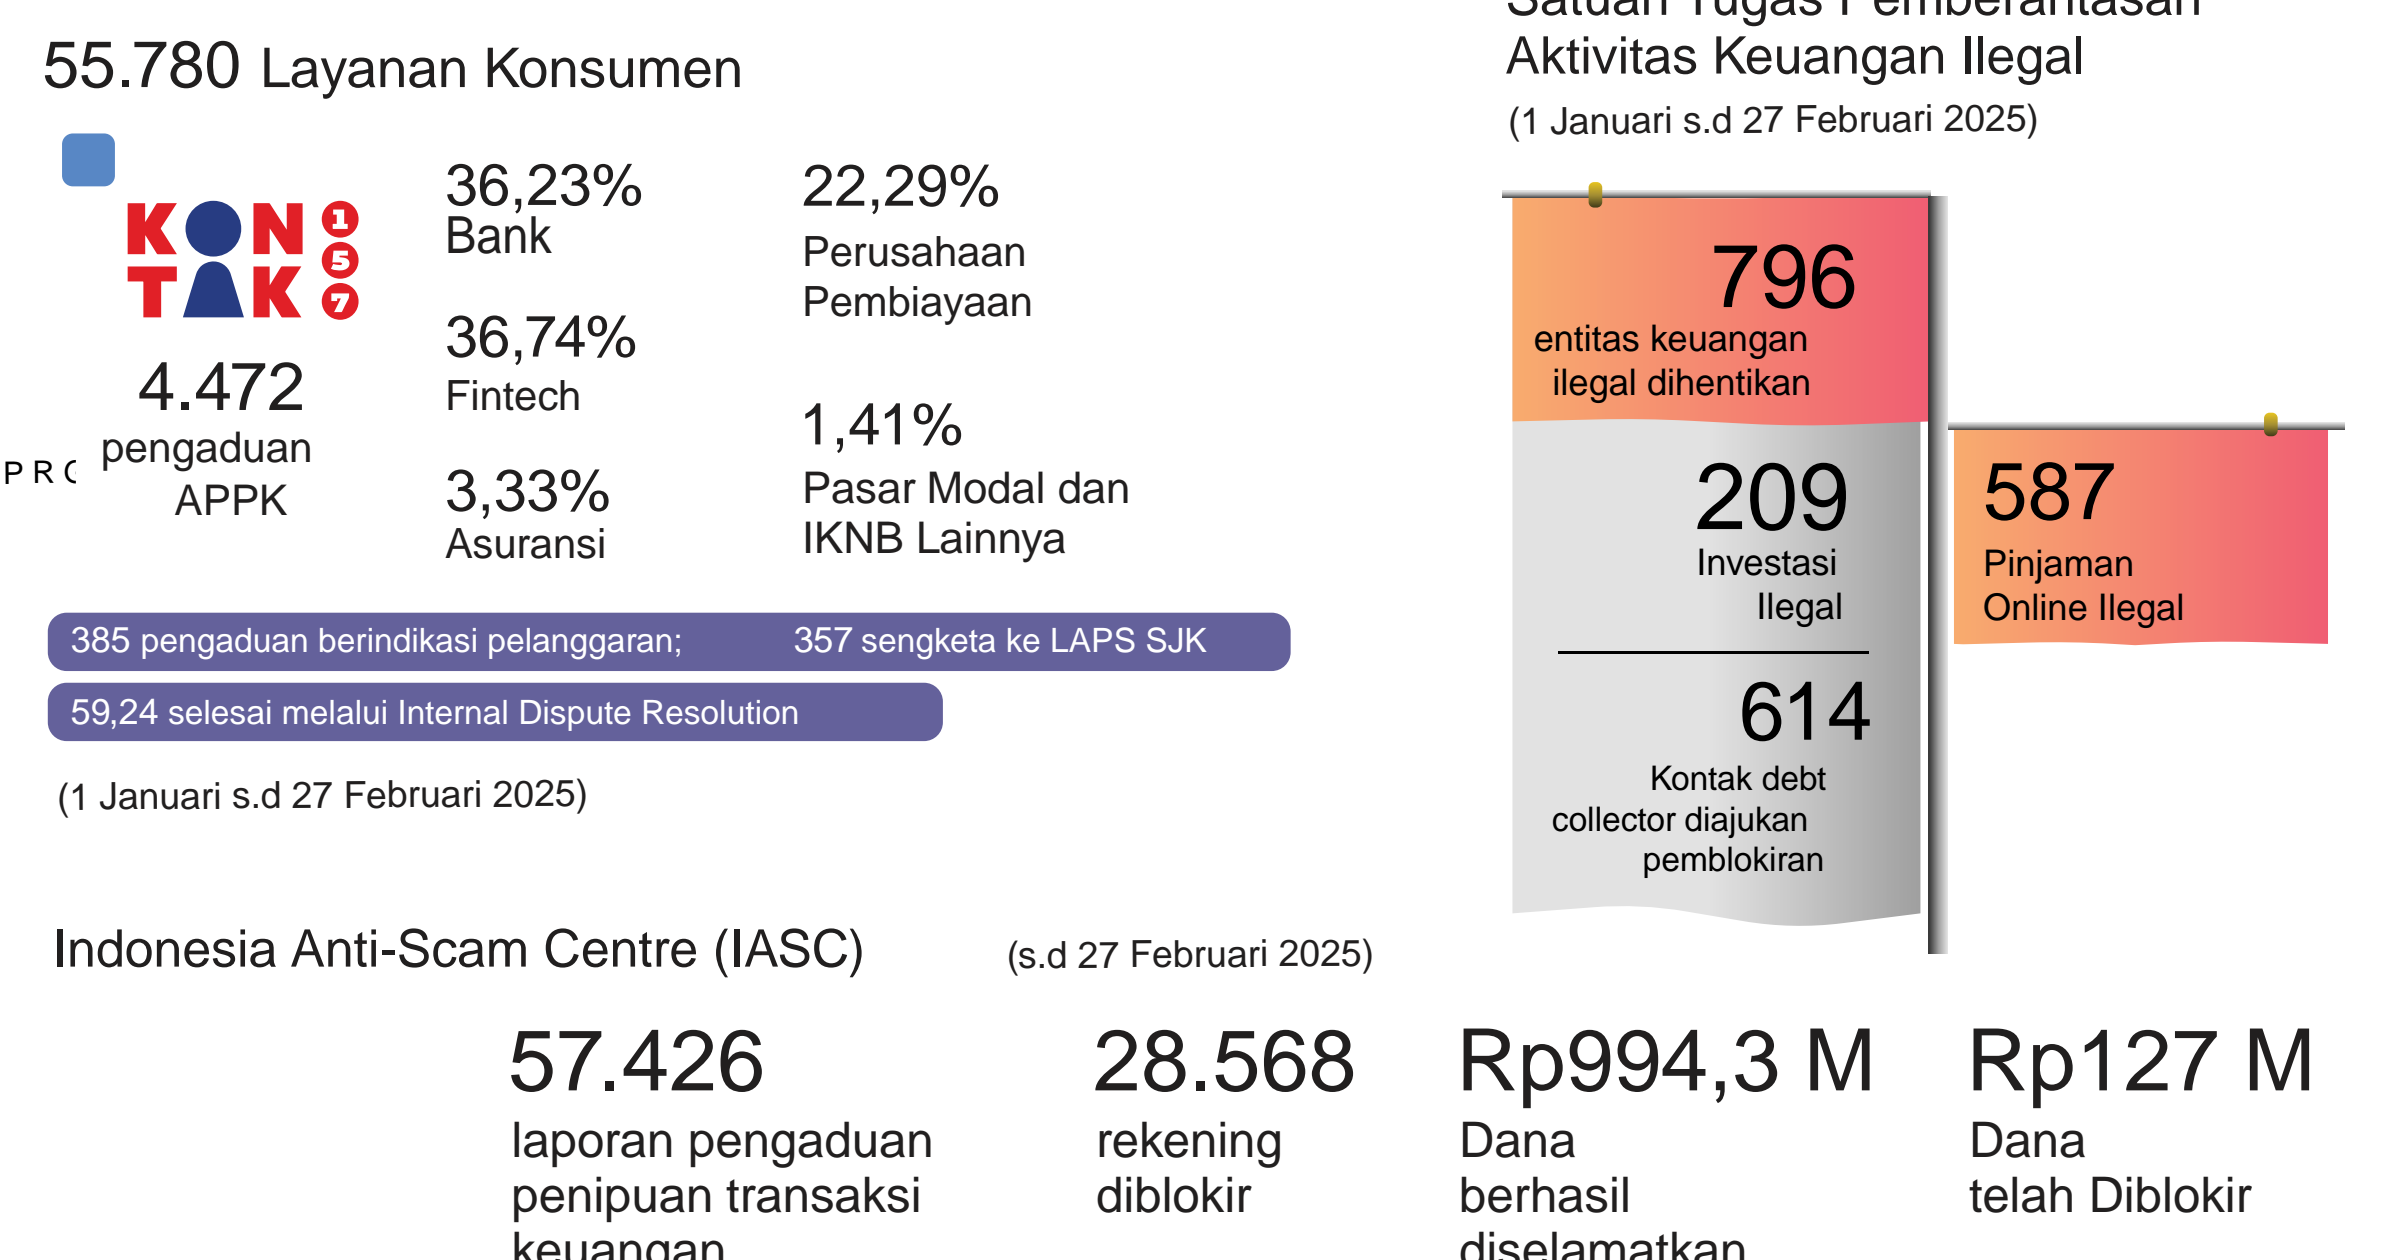 55.780 Layanan Konsumen
KON
TAK
1
5
7
4.472
pengaduan
APPK
P R
36,23%
Bank
36,74%
Fintech
3,33%
Asuransi
22,29%
Perusahaan
Pembiayaan
1,41%
Pasar Modal dan
IKNB Lainnya
385 pengaduan berindikasi pelanggaran; 357 sengketa ke LAPS SJK
59,24 selesai melalui Internal Dispute Resolution
(1 Januari s.d 27 Februari 2025)
Satuan Tugas Pemberantasan
Aktivitas Keuangan Ilegal
(1 Januari s.d 27 Februari 2025)
796
entitas keuangan
ilegal dihentikan
209
Investasi
Ilegal
614
Kontak debt
collector diajukan
pemblokiran
587
Pinjaman
Online Ilegal
Indonesia Anti-Scam Centre (IASC) (s.d 27 Februari 2025)
57.426
laporan pengaduan
penipuan transaksi
keuangan
28.568
rekening
diblokir
Rp994,3 M
Dana
berhasil
diselamatkan
Rp127 M
Dana
telah Diblokir